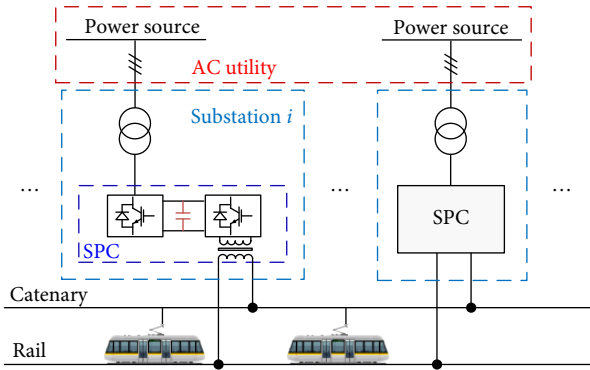 Power source
Power source
AC utility
Substation i
...
...
...
SPC
SPC
Catenary
Rail